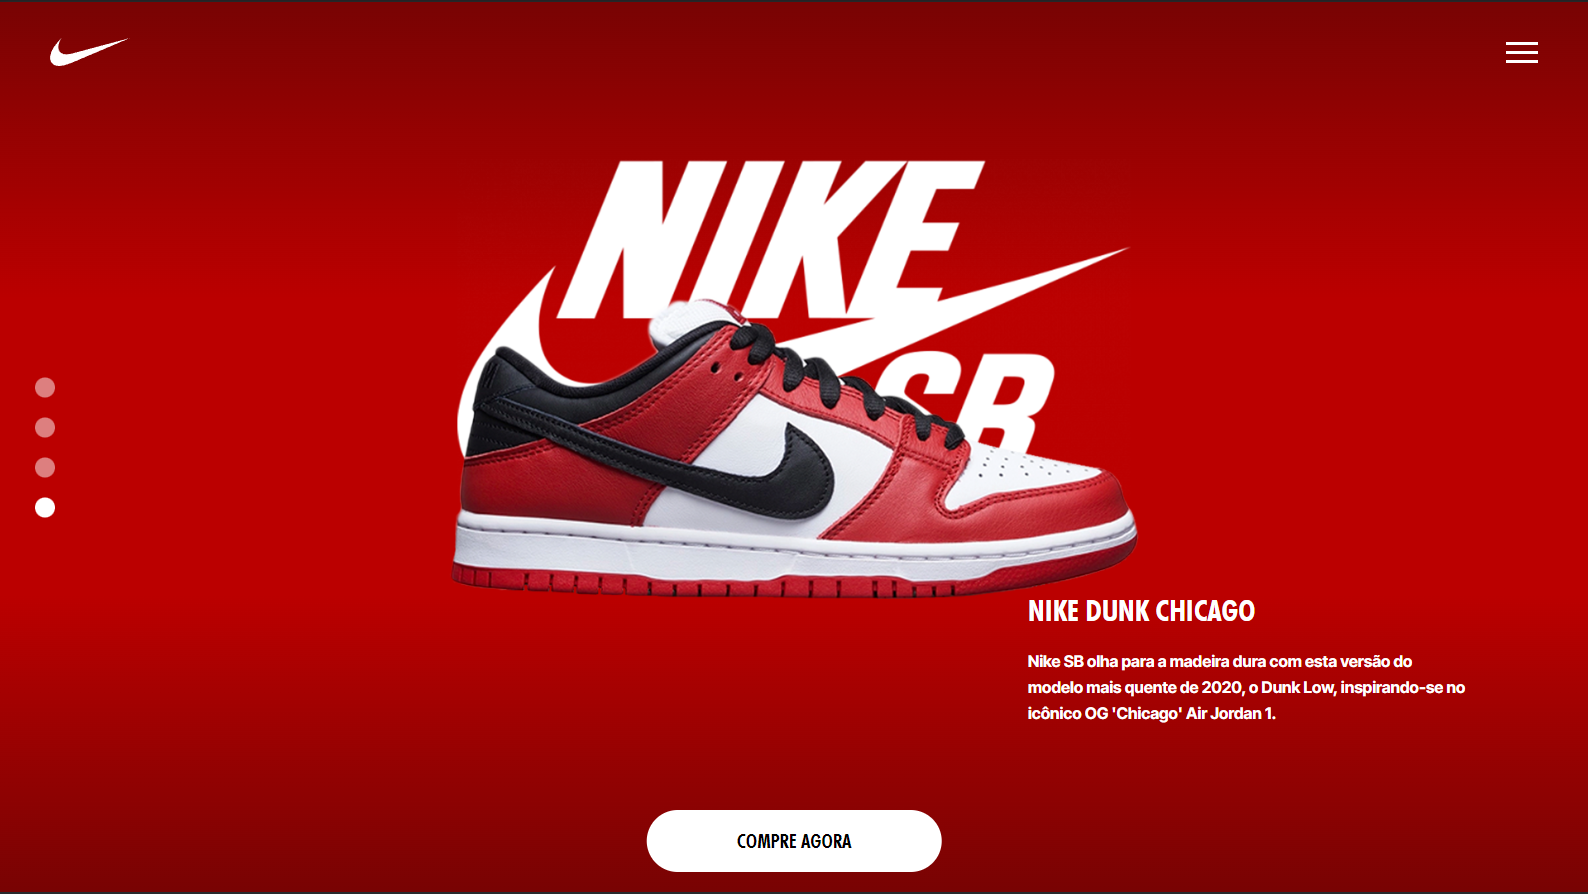 NIKE
SB
NIKE DUNK CHICAGO
Nike SB olha para a madeira dura com esta versão do
modelo mais quente de 2020, o Dunk Low, inspirando-se no
icônico OG 'Chicago' Air Jordan 1.
COMPRE AGORA